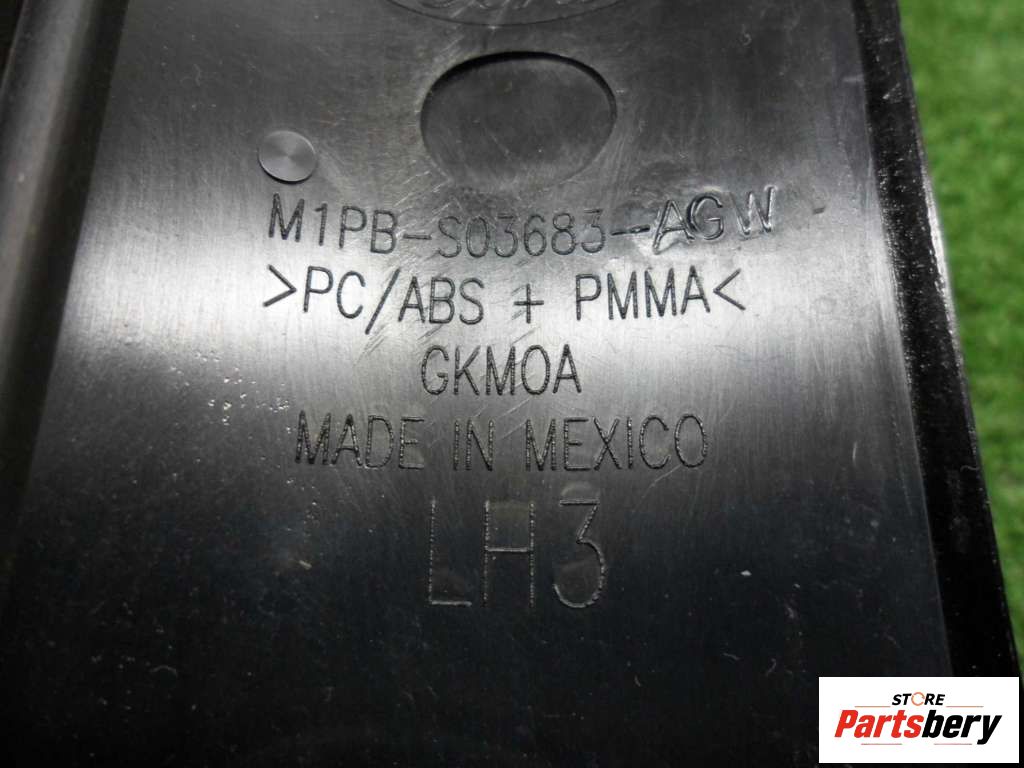 M1PB-S03683-AGW
>PC/ABS + PMMA<
GKMOA
MADE IN MEXICO
LH3
STORE
Partsbery